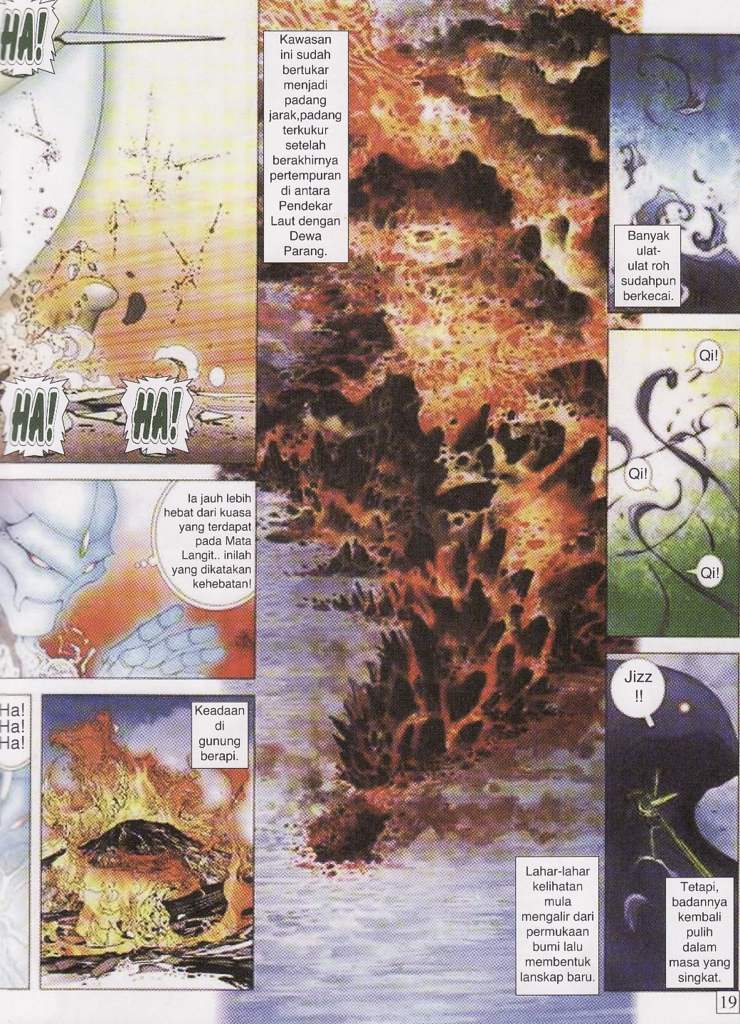 HA!
HA!
HA!
Ia jauh lebih
hebat dari kuasa
yang terdapat
pada Mata
Langit.. inilah
yang dikatakan
kehebatan!
Ha!
Ha!
Ha!
Keadaan
di
gunung
berapi.
Kawasan
ini sudah
bertukar
menjadi
padang
jarak,padang
terkukur
setelah
berakhirnya
pertempuran
di antara
Pendekar
Laut dengan
Dewa
Parang.
Lahar-lahar
kelihatan
mula
mengalir dari
permukaan
bumi lalu
membentuk
lanskap baru.
Banyak
ulat-
ulat roh
sudahpun
berkecai.
Qi!
Qi!
Qi!
Jizz
!!
Tetapi,
badannya
kembali
pulih
dalam
masa yang
singkat.
19